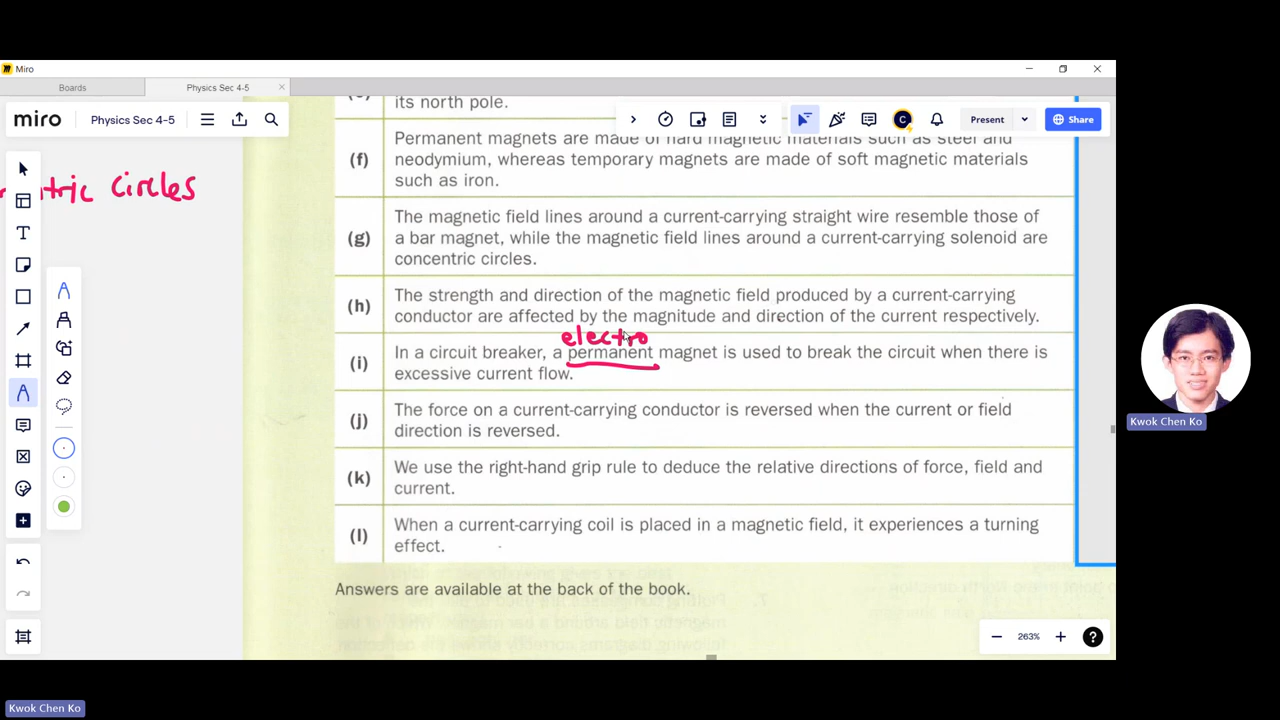 Miro
Boards
Physics Sec 4-5
miro
Physics Sec 4-5
Present
Share
ntric circles
its north pole.
(f) Permanent magnets are made of hard magnetic materials such as steel and
neodymium, whereas temporary magnets are made of soft magnetic materials
such as iron.
(g) The magnetic field lines around a current-carrying straight wire resemble those of
a bar magnet, while the magnetic field lines around a current-carrying solenoid are
concentric circles.
(h) The strength and direction of the magnetic field produced by a current-carrying
conductor are affected by the magnitude and direction of the current respectively.
electro
(i) In a circuit breaker, a permanent magnet is used to break the circuit when there is
excessive current flow.
(j) The force on a current-carrying conductor is reversed when the current or field
direction is reversed.
(k) We use the right-hand grip rule to deduce the relative directions of force, field and
current.
(l) When a current-carrying coil is placed in a magnetic field, it experiences a turning
effect.
Answers are available at the back of the book.
263%
Kwok Chen Ko
Kwok Chen Ko